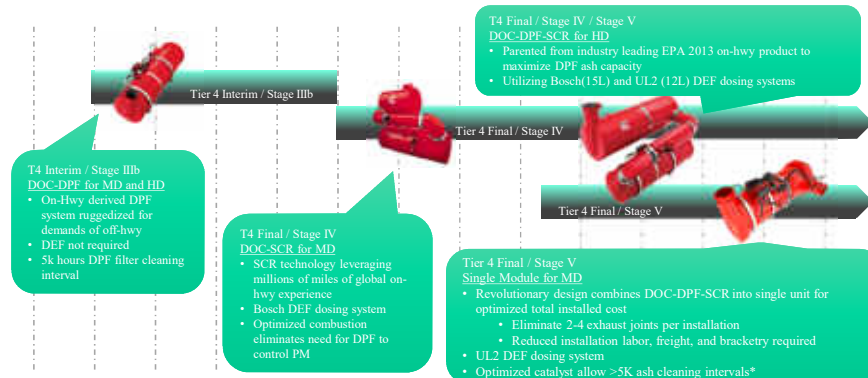 T4 Final / Stage IV / Stage V
DOC-DPF-SCR for HD
• Parented from industry leading EPA 2013 on-hwy product to
maximize DPF ash capacity
• Utilizing Bosch(15L) and UL2 (12L) DEF dosing systems
Tier 4 Interim / Stage IIIb
Tier 4 Final / Stage IV
T4 Interim / Stage IIIb
DOC-DPF for MD and HD
• On-Hwy derived DPF
system ruggedized for
demands of off-hwy
• DEF not required
• 5k hours DPF filter cleaning
interval
Tier 4 Final / Stage V
T4 Final / Stage IV
DOC-SCR for MD
• SCR technology leveraging
millions of miles of global on-
hwy experience
• Bosch DEF dosing system
• Optimized combustion
eliminates need for DPF to
control PM
Tier 4 Final / Stage V
Single Module for MD
• Revolutionary design combines DOC-DPF-SCR into single unit for
optimized total installed cost
• Eliminate 2-4 exhaust joints per installation
• Reduced installation labor, freight, and bracketry required
• UL2 DEF dosing system
• Optimized catalyst allow >5K ash cleaning intervals*